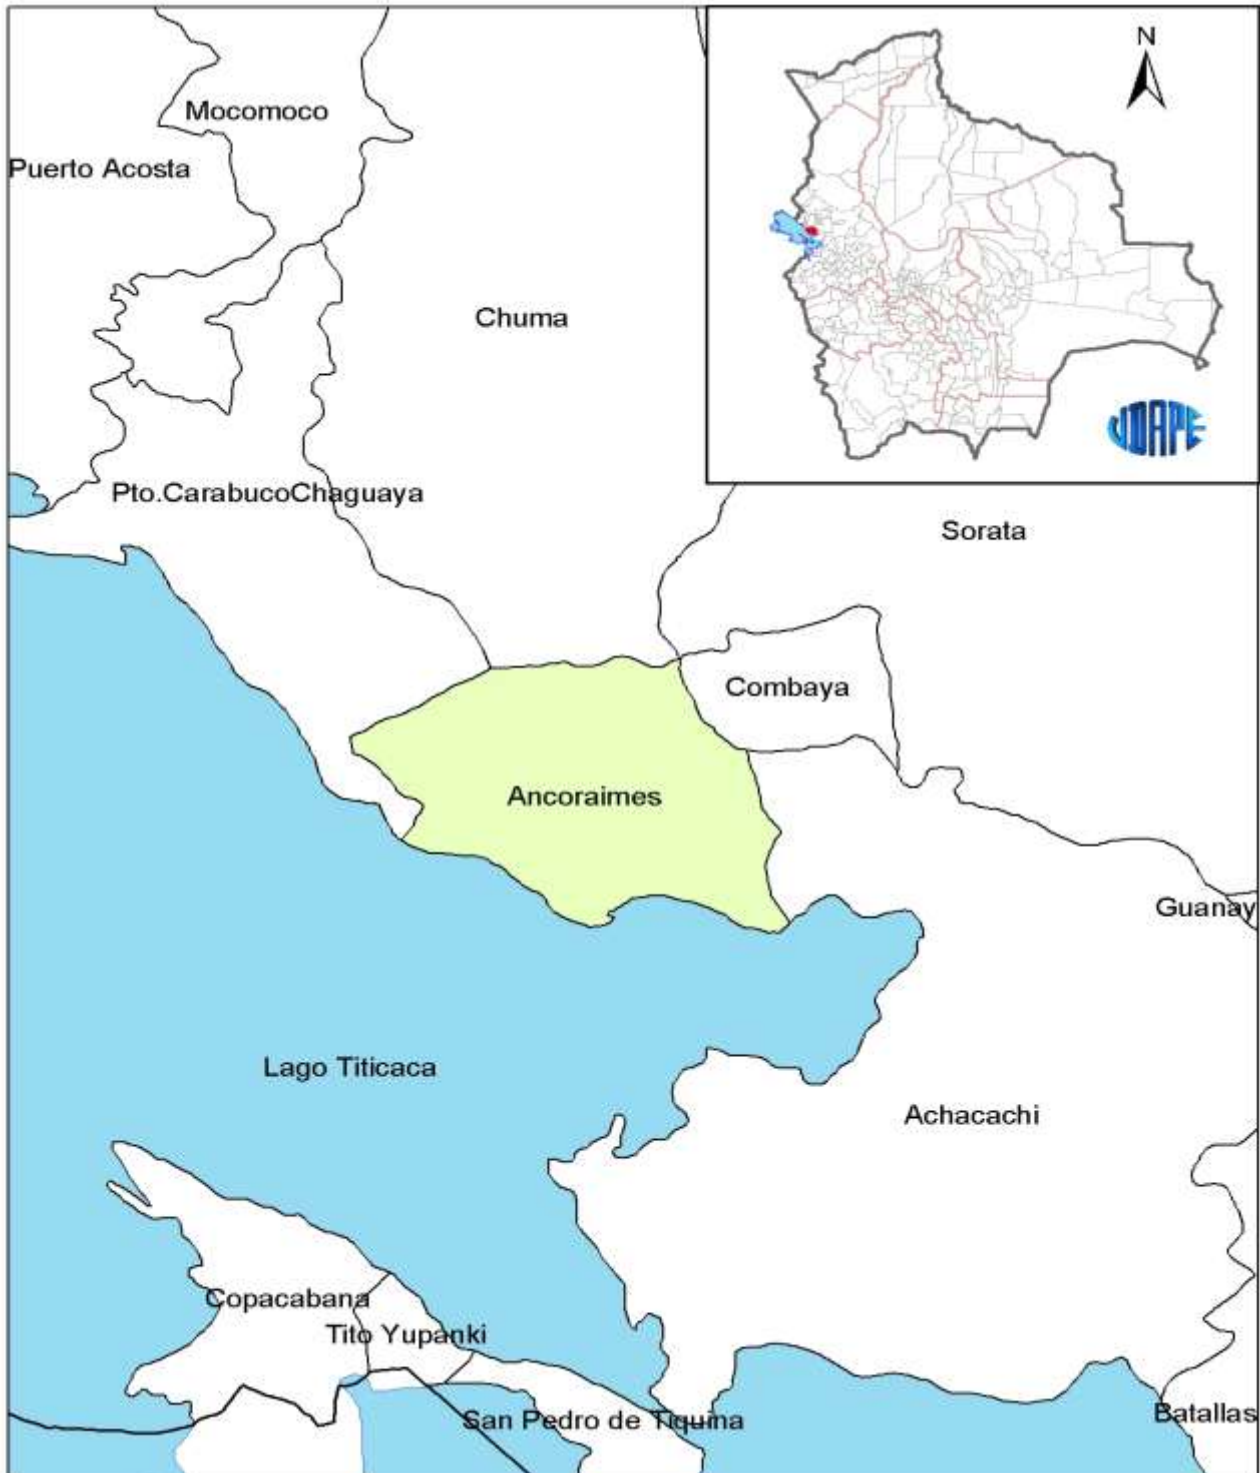 N
Mocomoco
Puerto Acosta
Chuma
UDAPE
Pto.CarabucoChaguaya
Sorata
Combaya
Ancoraimes
Guanay
Lago Titicaca
Achacachi
Copacabana
Tito Yupanki
San Pedro de Tiquina
Batallas